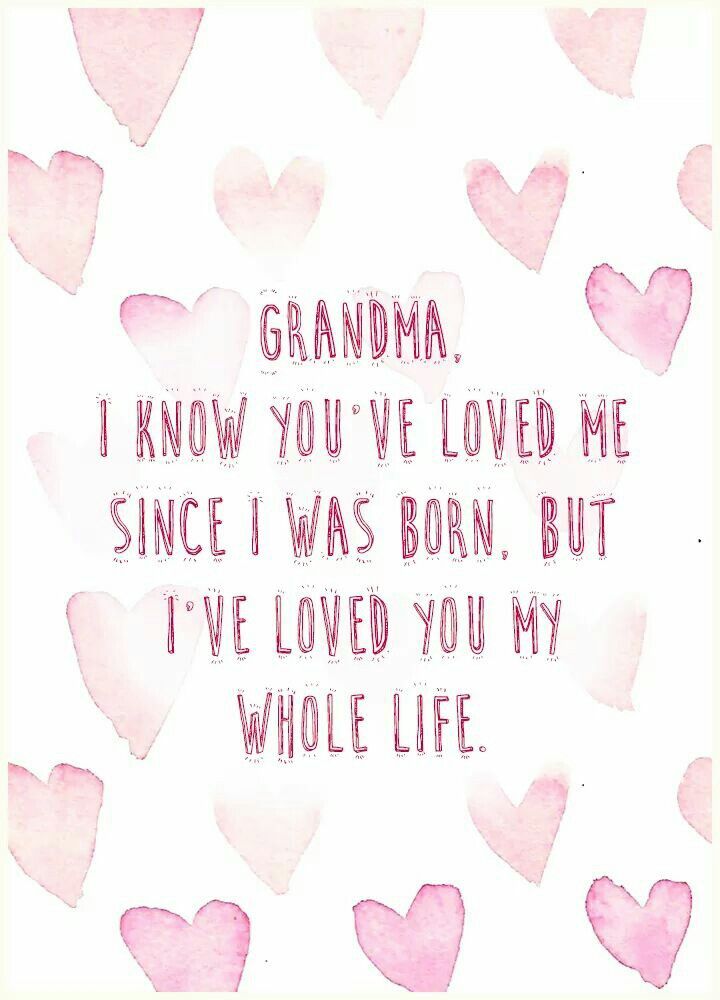 GRANDMA,
I KNOW YOU'VE LOVED ME
SINCE I WAS BORN, BUT
I'VE LOVED YOU MY
WHOLE LIFE.